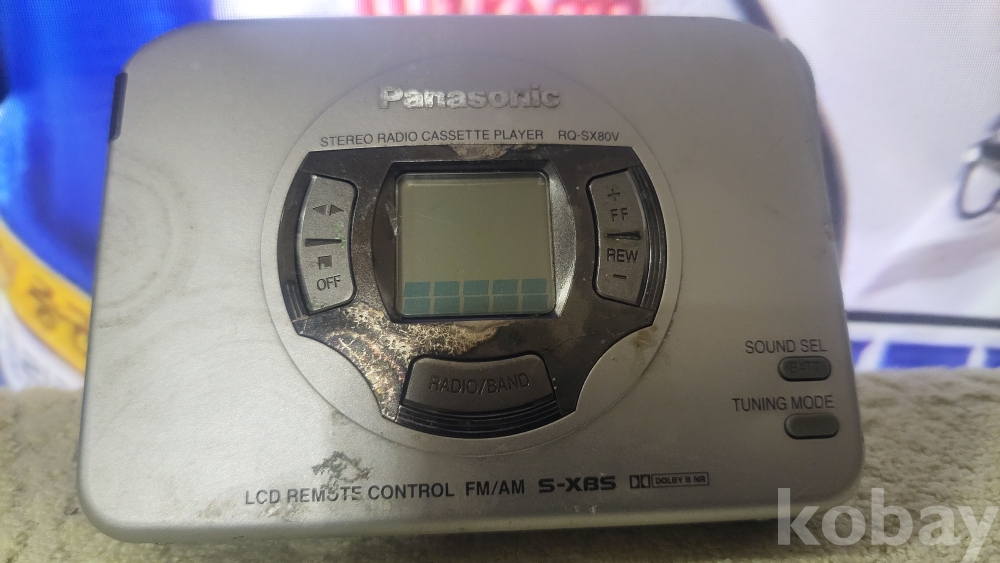 Panasonic
STEREO RADIO CASSETTE PLAYER RQ-SX80V
FF
REW
OFF
RADIO/BAND
SOUND SEL
TUNING MODE
LCD REMOTE CONTROL FM/AM S-XBS DOLBY B NR
kobay